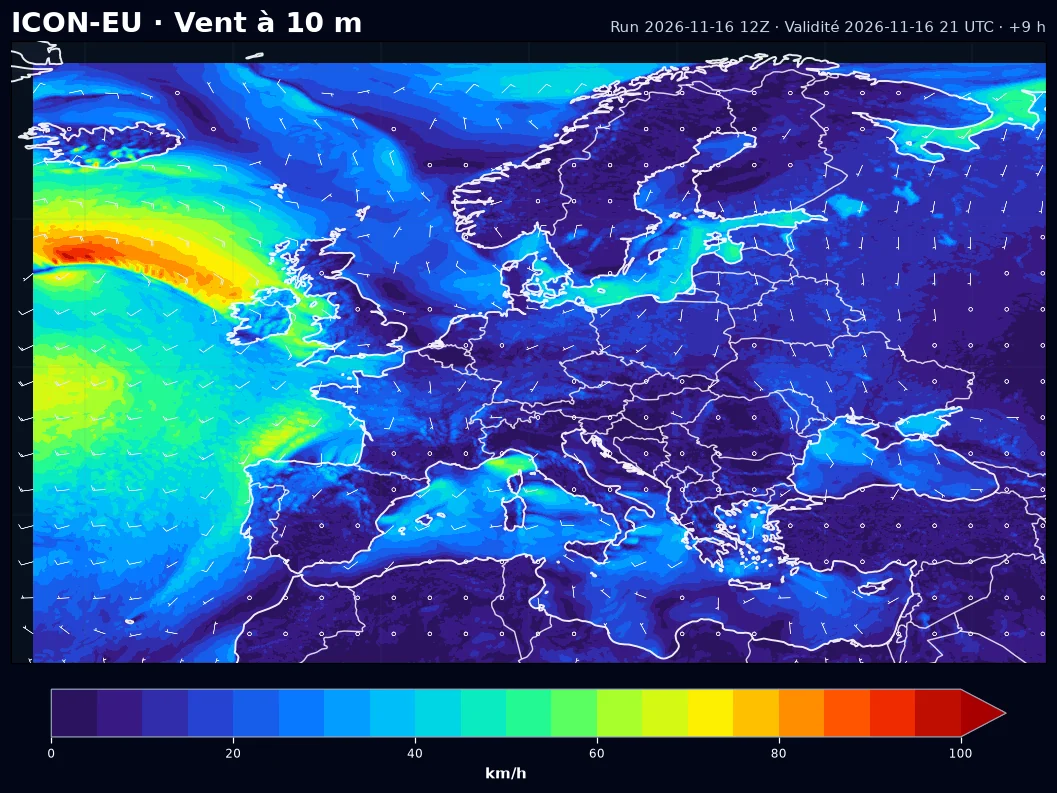 ICON-EU · Vent à 10 m
Run 2026-11-16 12Z · Validité 2026-11-16 21 UTC · +9 h
0 20 40 60 80 100
km/h